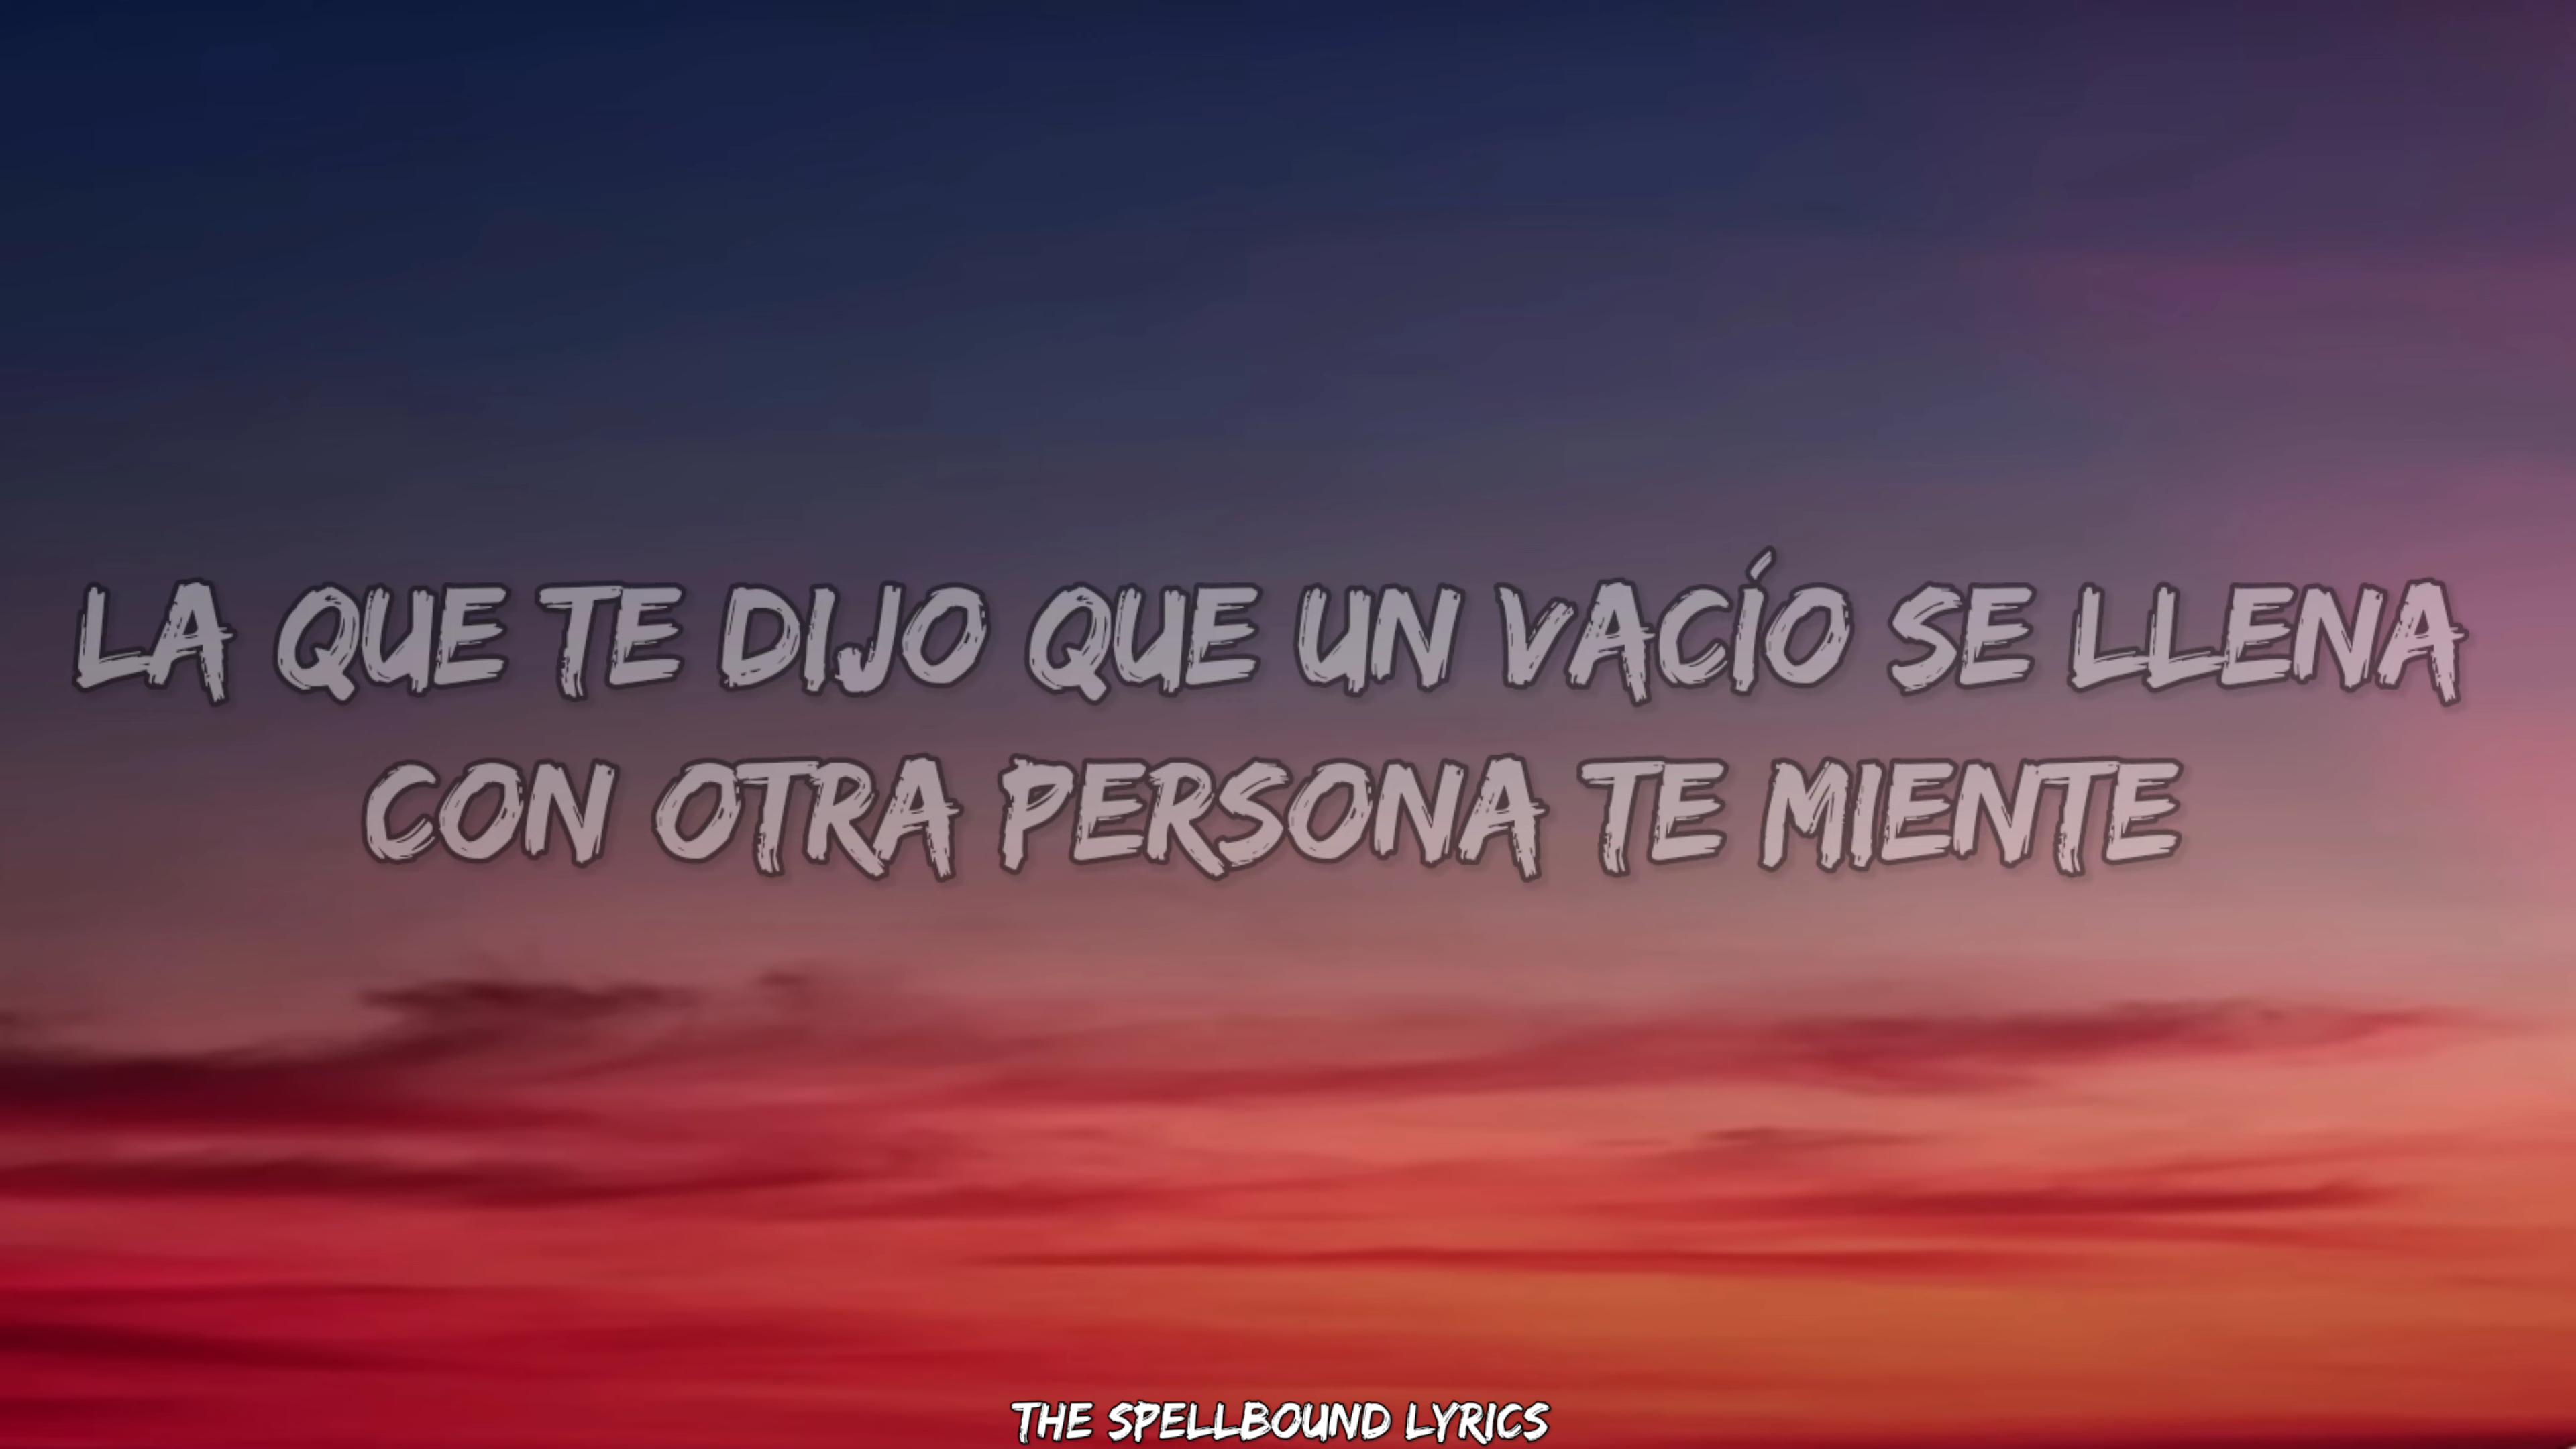 LA QUE TE DIJO QUE UN VACÍO SE LLENA
CON OTRA PERSONA TE MIENTE
THE SPELLBOUND LYRICS